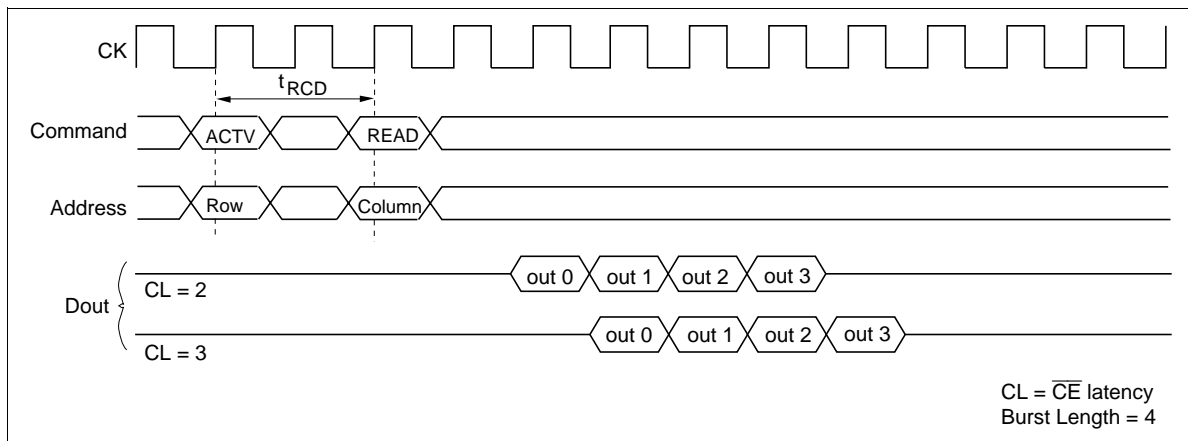 CK
tRCD
Command
ACTV
READ
Address
Row
Column
Dout
CL = 2
out 0 out 1 out 2 out 3
CL = 3
out 0 out 1 out 2 out 3
CL = C̅E̅ latency
Burst Length = 4